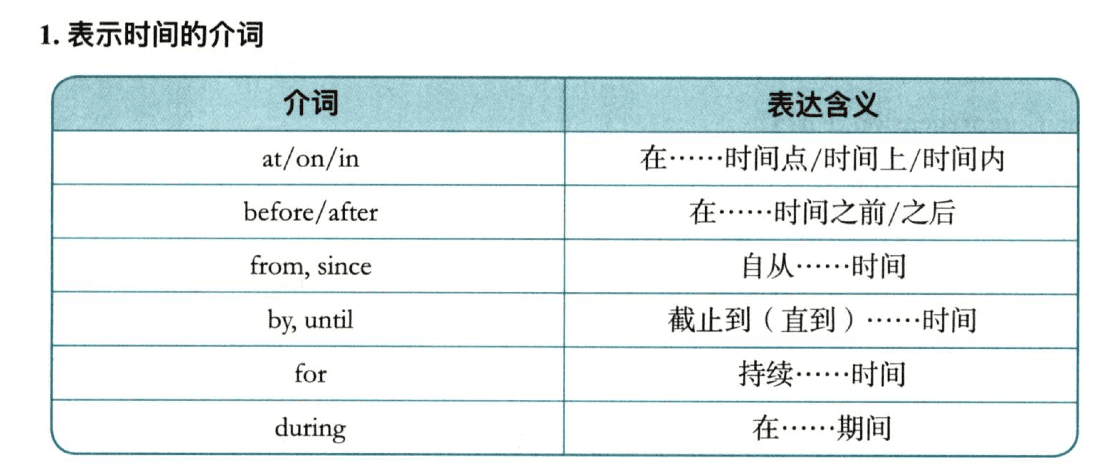 1. 表示时间的介词
介词 表达含义
at/on/in 在……时间点/时间上/时间内
before/after 在……时间之前/之后
from, since 自从……时间
by, until 截止到（直到）……时间
for 持续……时间
during 在……期间